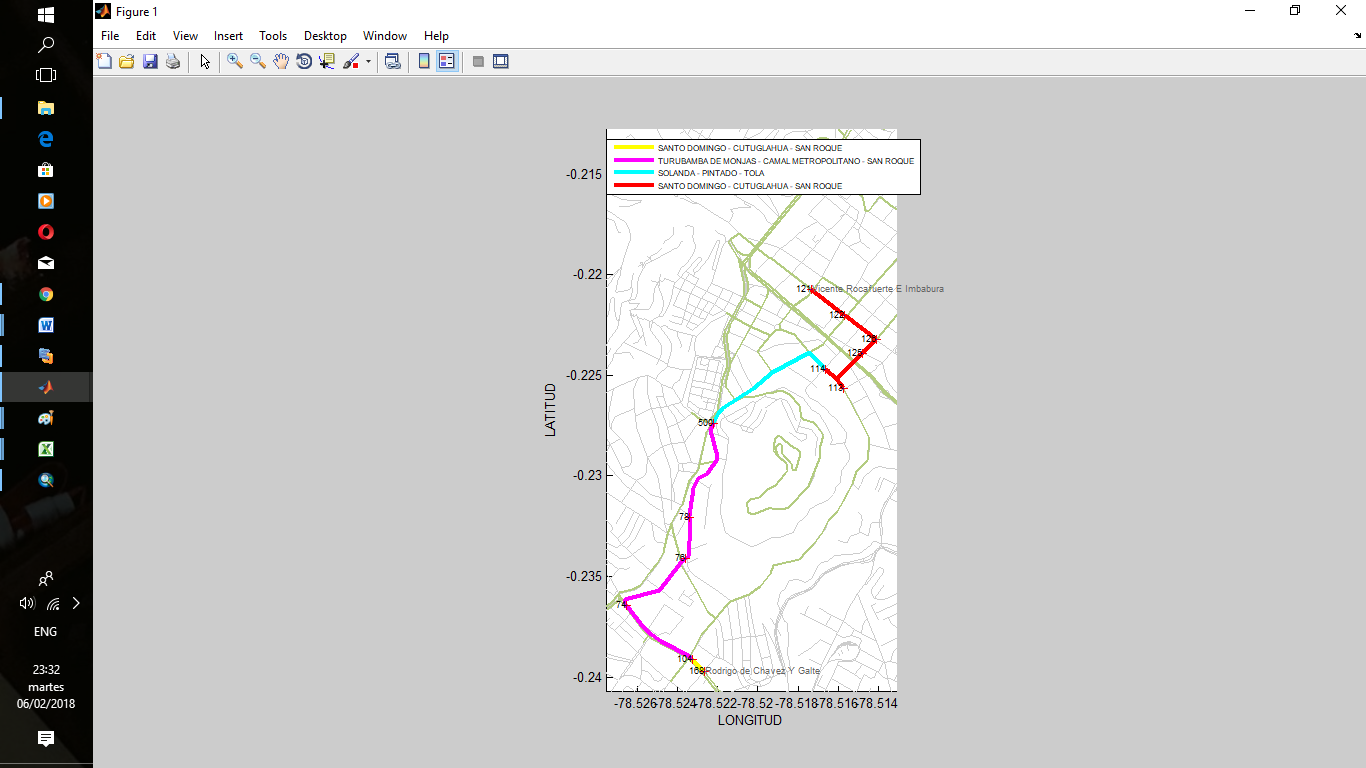 Figure 1
File Edit View Insert Tools Desktop Window Help
SANTO DOMINGO - CUTUGLAHUA - SAN ROQUE
TURUBAMBA DE MONJAS - CAMAL METROPOLITANO - SAN ROQUE
SOLANDA - PINTADO - TOLA
SANTO DOMINGO - CUTUGLAHUA - SAN ROQUE
-0.215
-0.22
Vicente Rocafuerte E Imbabura
-0.225
114
LATITUD
-0.23
-0.235
74
104
Rodrigo de Chavez Y Galte
-0.24
-78.526 -78.524 -78.522 -78.52 -78.518 -78.516 -78.514
LONGITUD
ENG
23:32
martes
06/02/2018